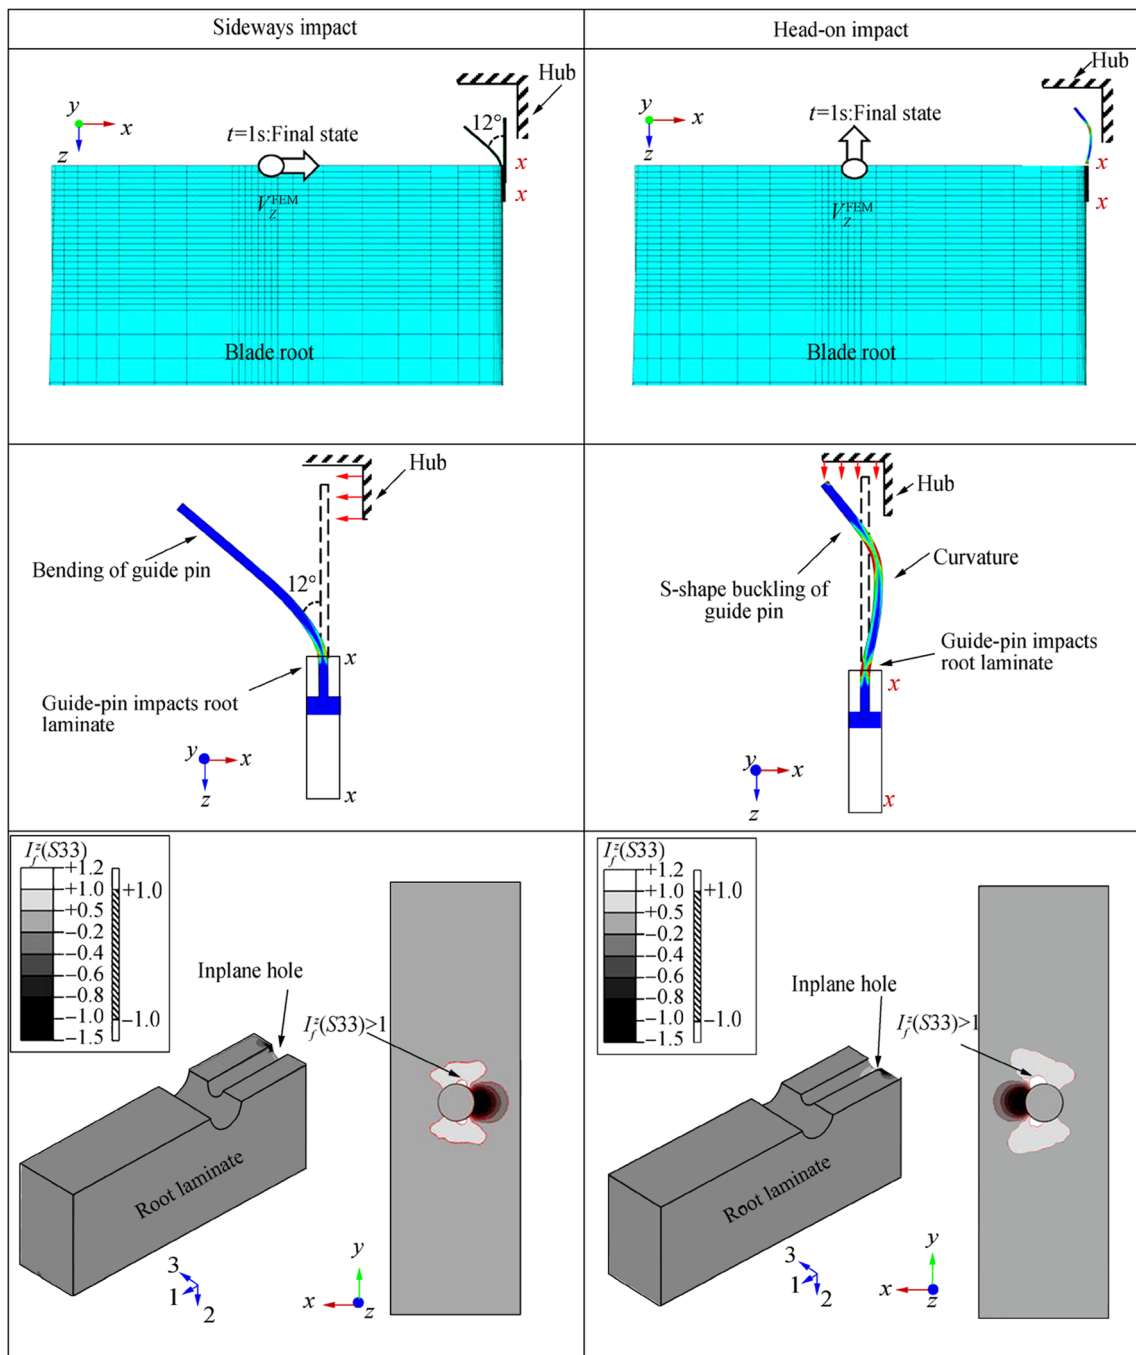 Sideways impact
Head-on impact
Hub
y
x
z
t=1s:Final state
12°
x
x
V_Z^FEM
Blade root
Hub
y
x
z
t=1s:Final state
x
x
V_Z^FEM
Blade root
Hub
Bending of guide pin
12°
x
Guide-pin impacts root
laminate
y
x
z
x
Hub
Curvature
S-shape buckling of
guide pin
Guide-pin impacts
root laminate
x
y
x
z
x
I_f^z(S33)
+1.2
+1.0
+0.5
−0.2
−0.4
−0.6
−0.8
−1.0
−1.5
+1.0
−1.0
Inplane hole
I_f^z(S33)>1
Root laminate
3
1
2
y
x
z
I_f^z(S33)
+1.2
+1.0
+0.5
−0.2
−0.4
−0.6
−0.8
−1.0
−1.5
+1.0
−1.0
Inplane hole
I_f^z(S33)>1
Root laminate
3
1
2
y
x
z